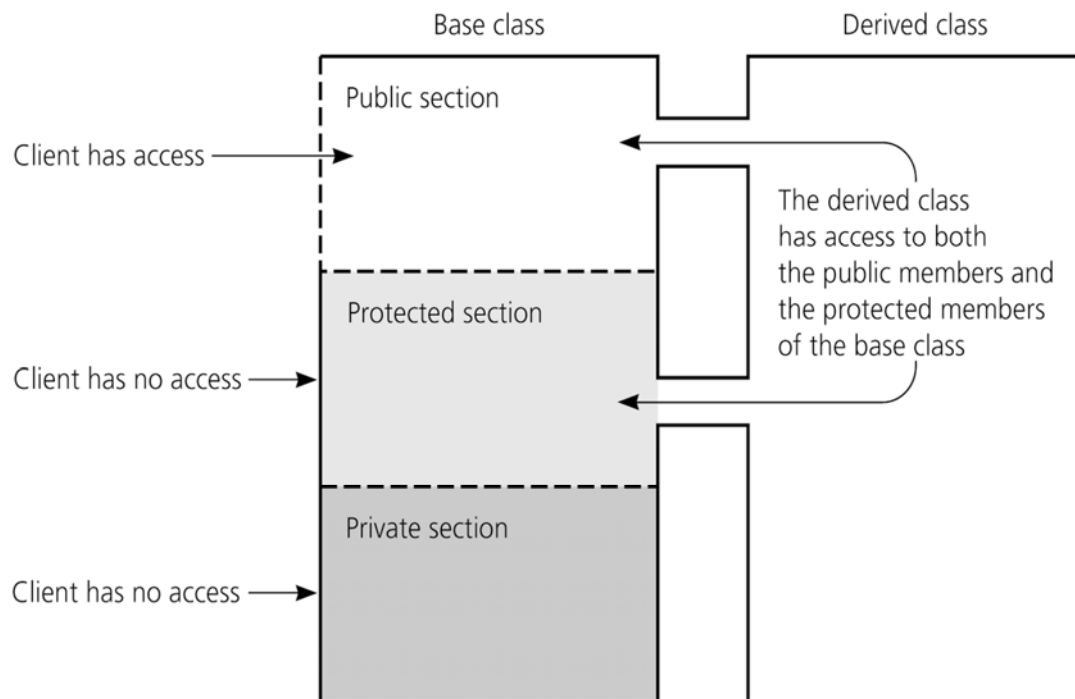 Base class
Derived class
Public section
Client has access
The derived class
has access to both
the public members and
the protected members
of the base class
Protected section
Client has no access
Private section
Client has no access